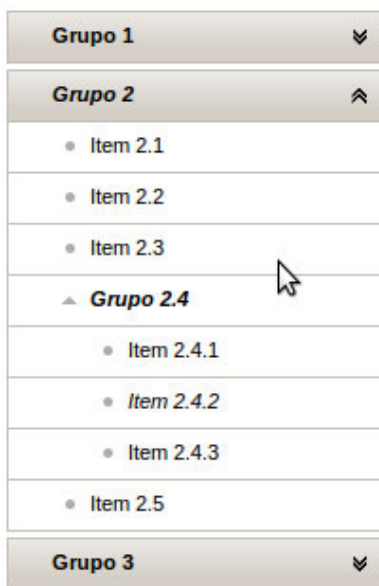 Grupo 1
Grupo 2
Item 2.1
Item 2.2
Item 2.3
Grupo 2.4
Item 2.4.1
Item 2.4.2
Item 2.4.3
Item 2.5
Grupo 3